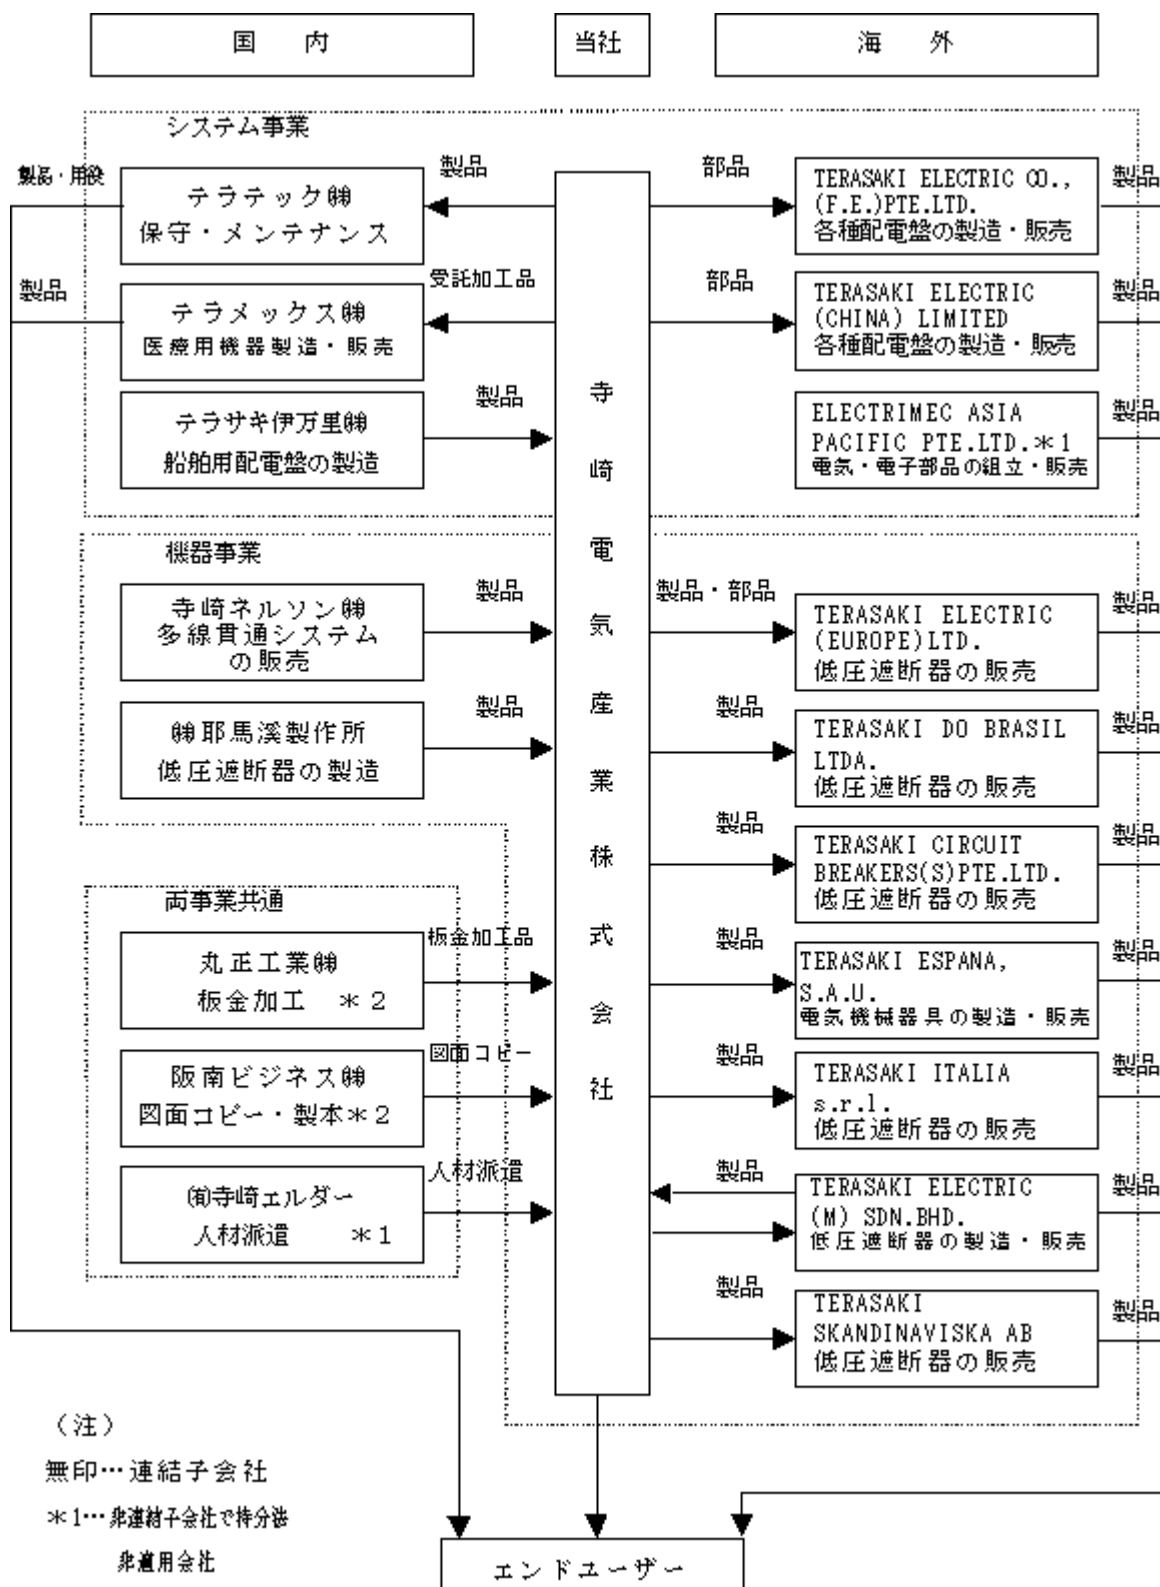 国 内
当社
海 外
システム事業
製品・用役
テラテック㈱
保守・メンテナンス
製品
部品
TERASAKI ELECTRIC CO.,
(F.E.)PTE.LTD.
各種配電盤の製造・販売
製品
製品
テラメックス㈱
医療用機器製造・販売
受託加工品
部品
TERASAKI ELECTRIC
(CHINA) LIMITED
各種配電盤の製造・販売
製品
テラサキ伊万里㈱
船舶用配電盤の製造
製品
ELECTRIMEC ASIA
PACIFIC PTE.LTD.＊1
電気・電子部品の組立・販売
製品
寺崎電気産業株式会社
機器事業
寺崎ネルソン㈱
多線貫通システム
の販売
製品
製品・部品
TERASAKI ELECTRIC
(EUROPE)LTD.
低圧遮断器の販売
製品
㈱耶馬溪製作所
低圧遮断器の製造
製品
製品
TERASAKI DO BRASIL
LTDA.
低圧遮断器の販売
製品
製品
TERASAKI CIRCUIT
BREAKERS(S)PTE.LTD.
低圧遮断器の販売
製品
両事業共通
丸正工業㈱
板金加工 ＊2
板金加工品
製品
TERASAKI ESPANA,
S.A.U.
電気機械器具の製造・販売
製品
阪南ビジネス㈱
図面コピー・製本＊2
図面コピー
製品
TERASAKI ITALIA
s.r.l.
低圧遮断器の販売
製品
㈲寺崎エルダー
人材派遣 ＊1
人材派遣
製品
TERASAKI ELECTRIC
(M) SDN.BHD.
低圧遮断器の製造・販売
製品
製品
TERASAKI
SKANDINAVISKA AB
低圧遮断器の販売
製品
（注）
無印…連結子会社
＊1…非連結子会社で持分法
非適用会社
エンドユーザー